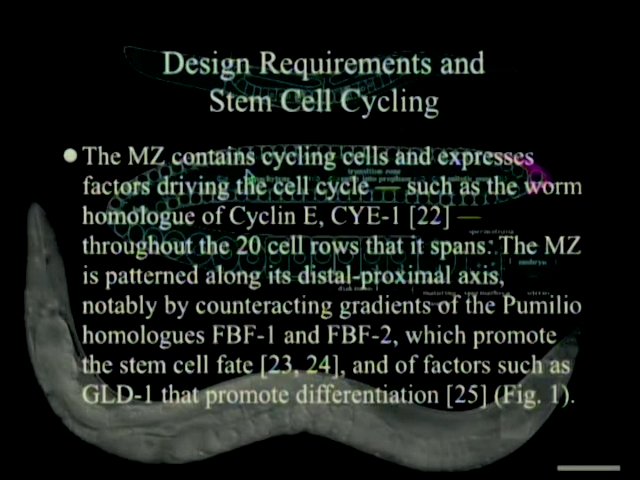 Design Requirements and
Stem Cell Cycling
The MZ contains cycling cells and expresses
factors driving the cell cycle — such as the worm
homologue of Cyclin E, CYE-1 [22] —
throughout the 20 cell rows that it spans. The MZ
is patterned along its distal-proximal axis,
notably by counteracting gradients of the Pumilio
homologues FBF-1 and FBF-2, which promote
the stem cell fate [23, 24], and of factors such as
GLD-1 that promote differentiation [25] (Fig. 1).